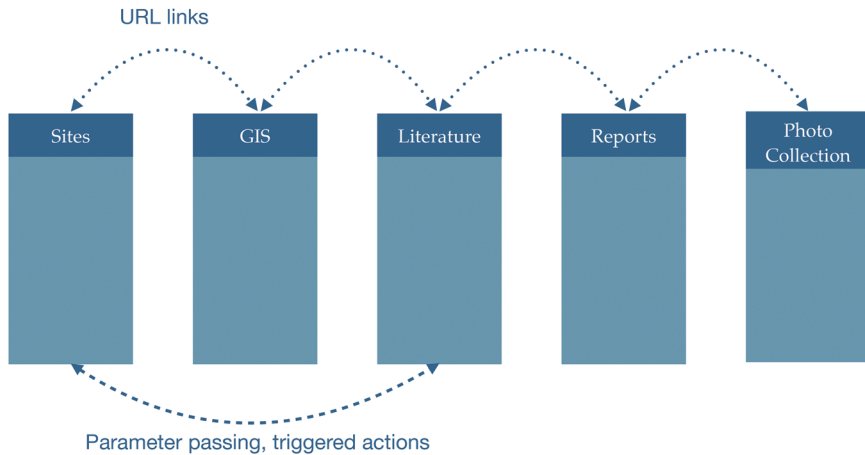 URL links
Sites
GIS
Literature
Reports
Photo
Collection
Parameter passing, triggered actions